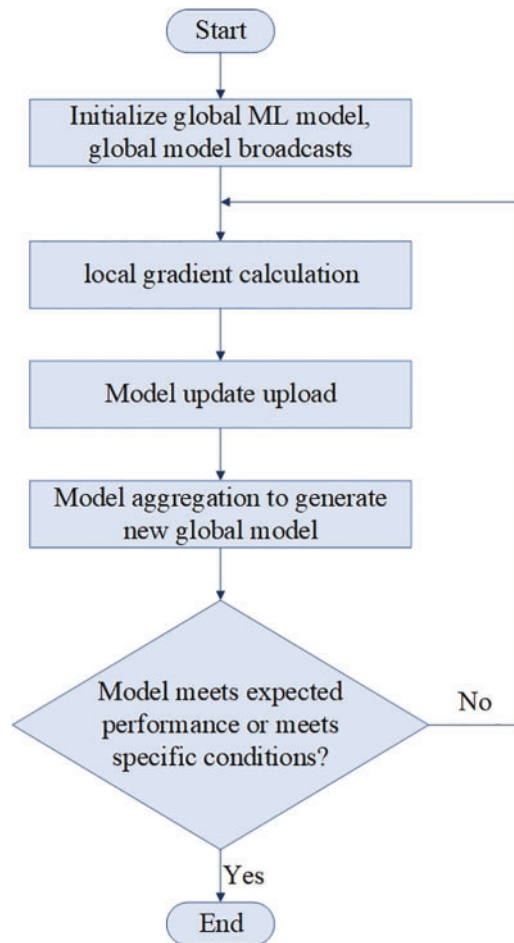 Start
Initialize global ML model,
global model broadcasts
local gradient calculation
Model update upload
Model aggregation to generate
new global model
Model meets expected
performance or meets
specific conditions?
No
Yes
End